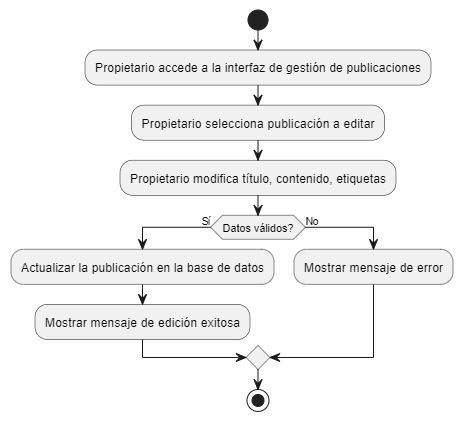 Propietario accede a la interfaz de gestión de publicaciones
Propietario selecciona publicación a editar
Propietario modifica título, contenido, etiquetas
Sí
Datos válidos?
No
Actualizar la publicación en la base de datos
Mostrar mensaje de error
Mostrar mensaje de edición exitosa